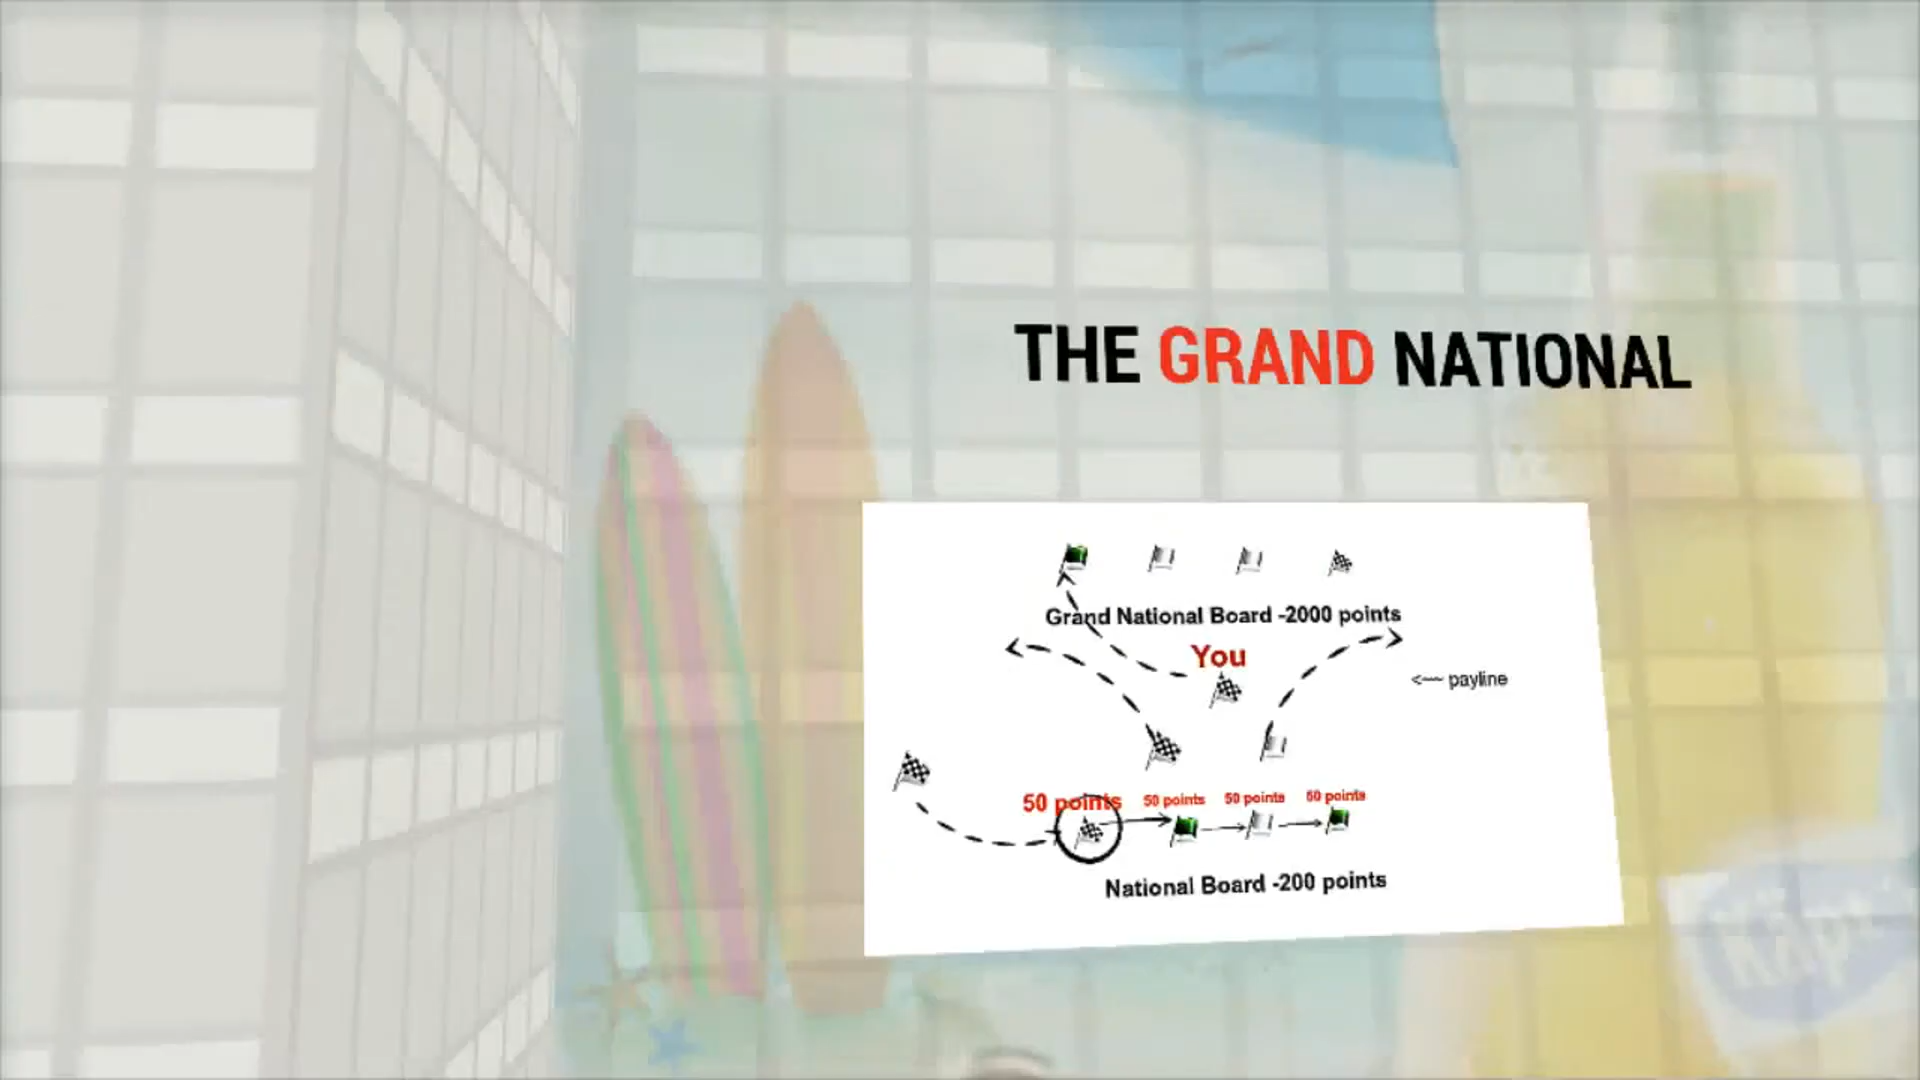 THE GRAND NATIONAL
Grand National Board -2000 points
You
<---- payline
50 points 50 points 50 points 50 points
National Board -200 points